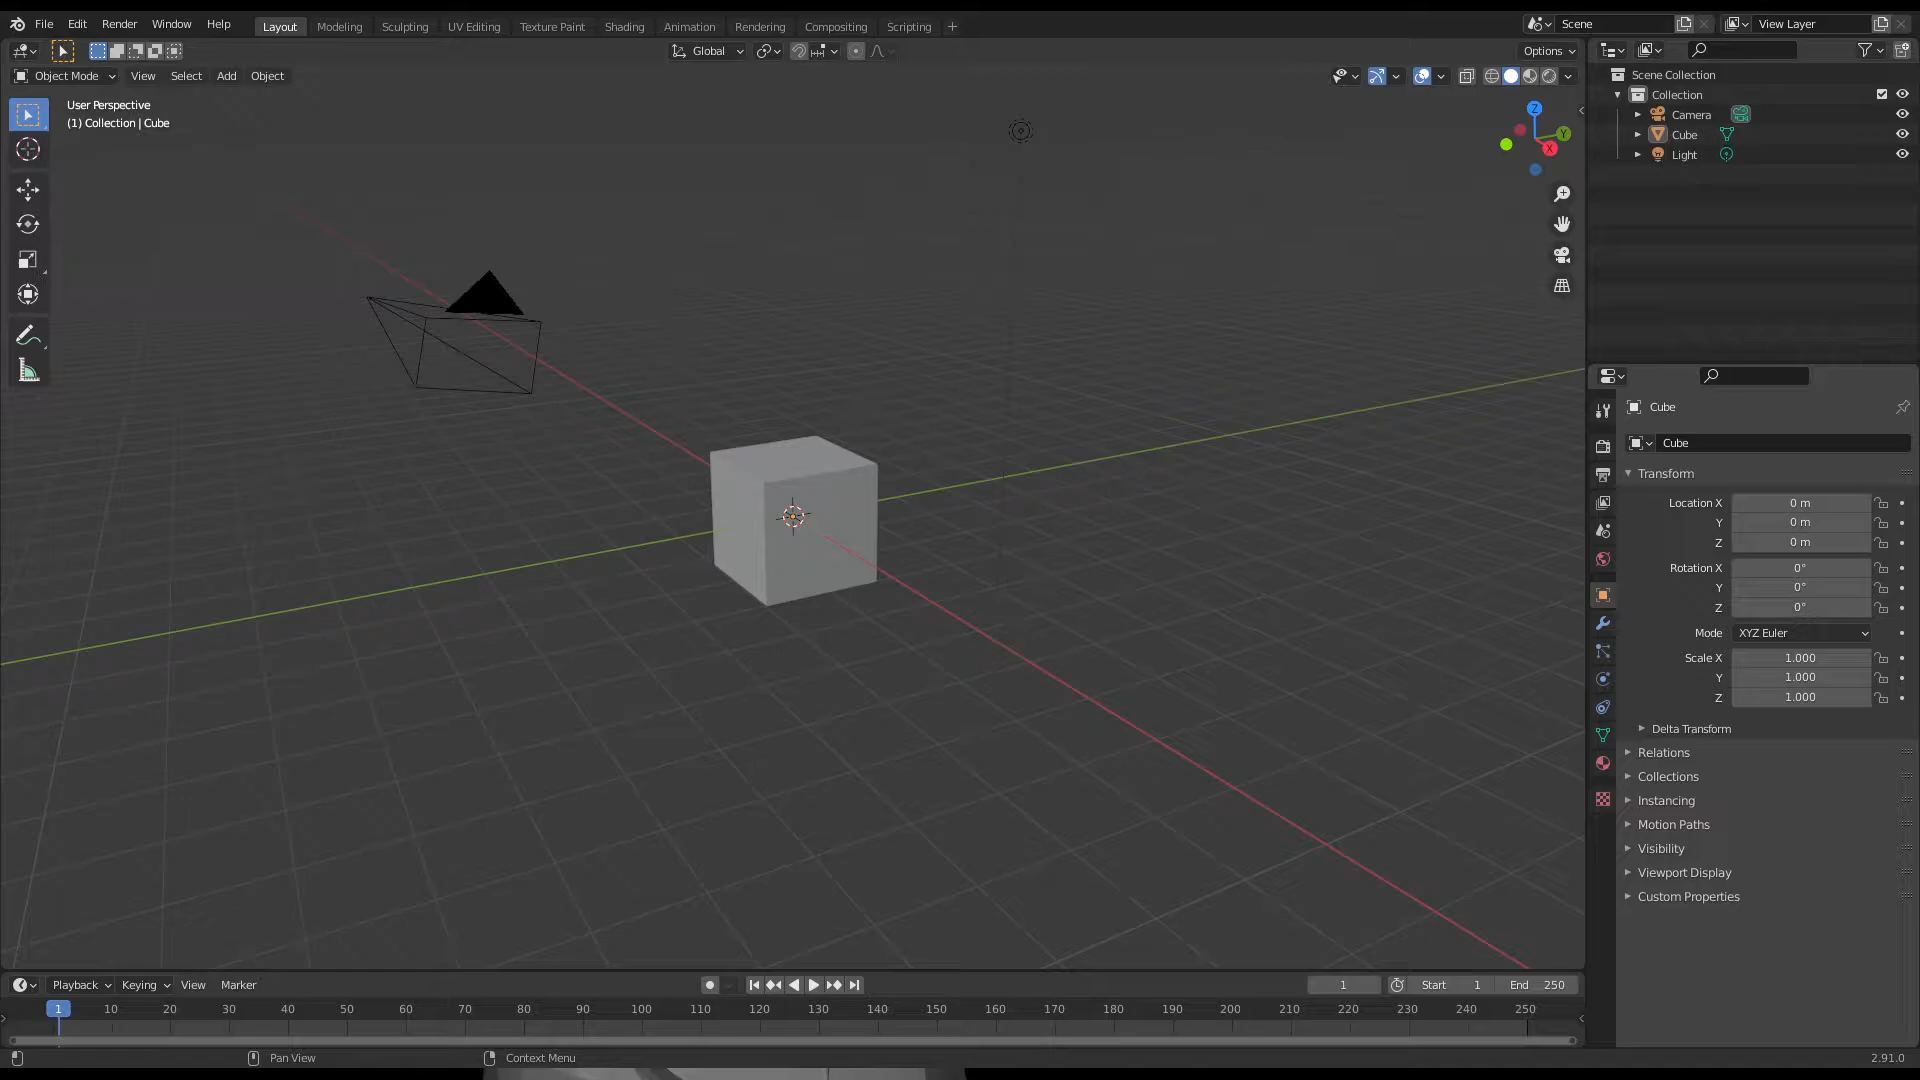 File Edit Render Window Help
Layout Modeling Sculpting UV Editing Texture Paint Shading Animation Rendering Compositing Scripting +
Scene
View Layer
Global
Options
Object Mode View Select Add Object
User Perspective
(1) Collection | Cube
Z
Y
X
Scene Collection
Collection
Camera
Cube
Light
Cube
Cube
Transform
Location X 0 m
Y 0 m
Z 0 m
Rotation X 0°
Y 0°
Z 0°
Mode XYZ Euler
Scale X 1.000
Y 1.000
Z 1.000
Delta Transform
Relations
Collections
Instancing
Motion Paths
Visibility
Viewport Display
Custom Properties
Playback Keying View Marker
1 Start 1 End 250
1 10 20 30 40 50 60 70 80 90 100 110 120 130 140 150 160 170 180 190 200 210 220 230 240 250
Pan View Context Menu 2.91.0